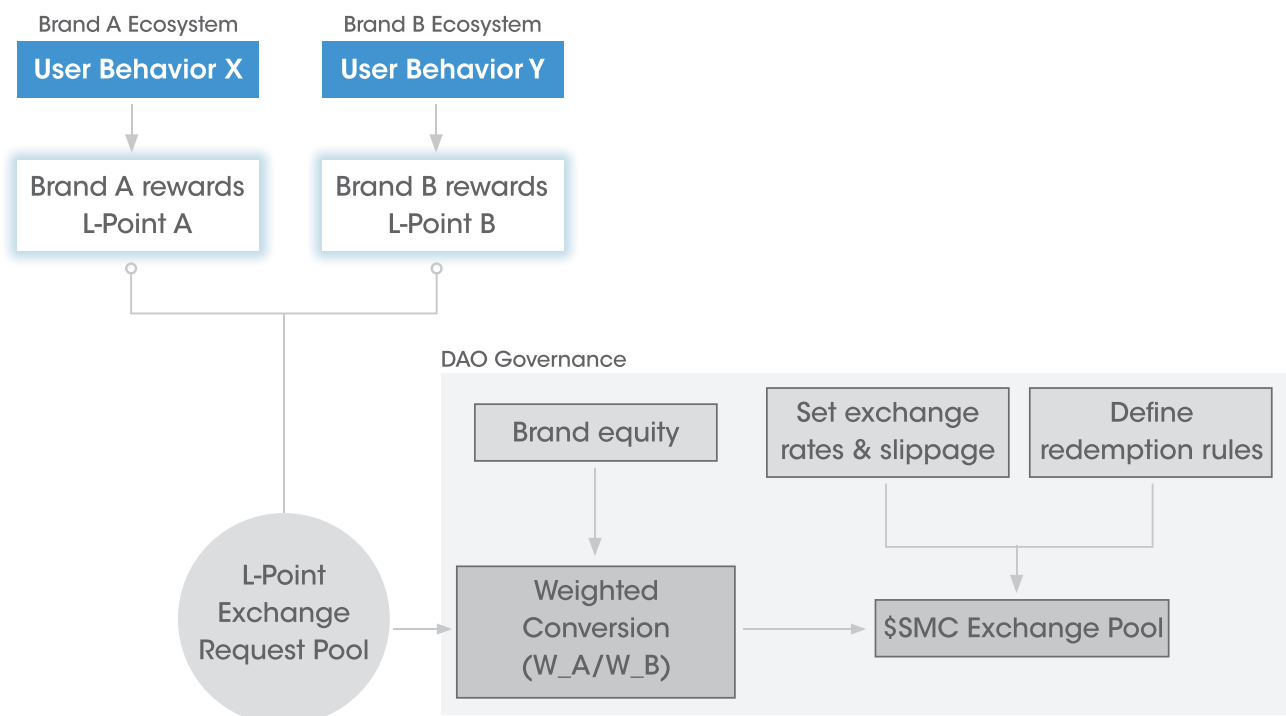 Brand A Ecosystem
Brand B Ecosystem
User Behavior X
User Behavior Y
Brand A rewards
L-Point A
Brand B rewards
L-Point B
DAO Governance
Brand equity
Set exchange
rates & slippage
Define
redemption rules
L-Point
Exchange
Request Pool
Weighted
Conversion
(W_A/W_B)
$SMC Exchange Pool